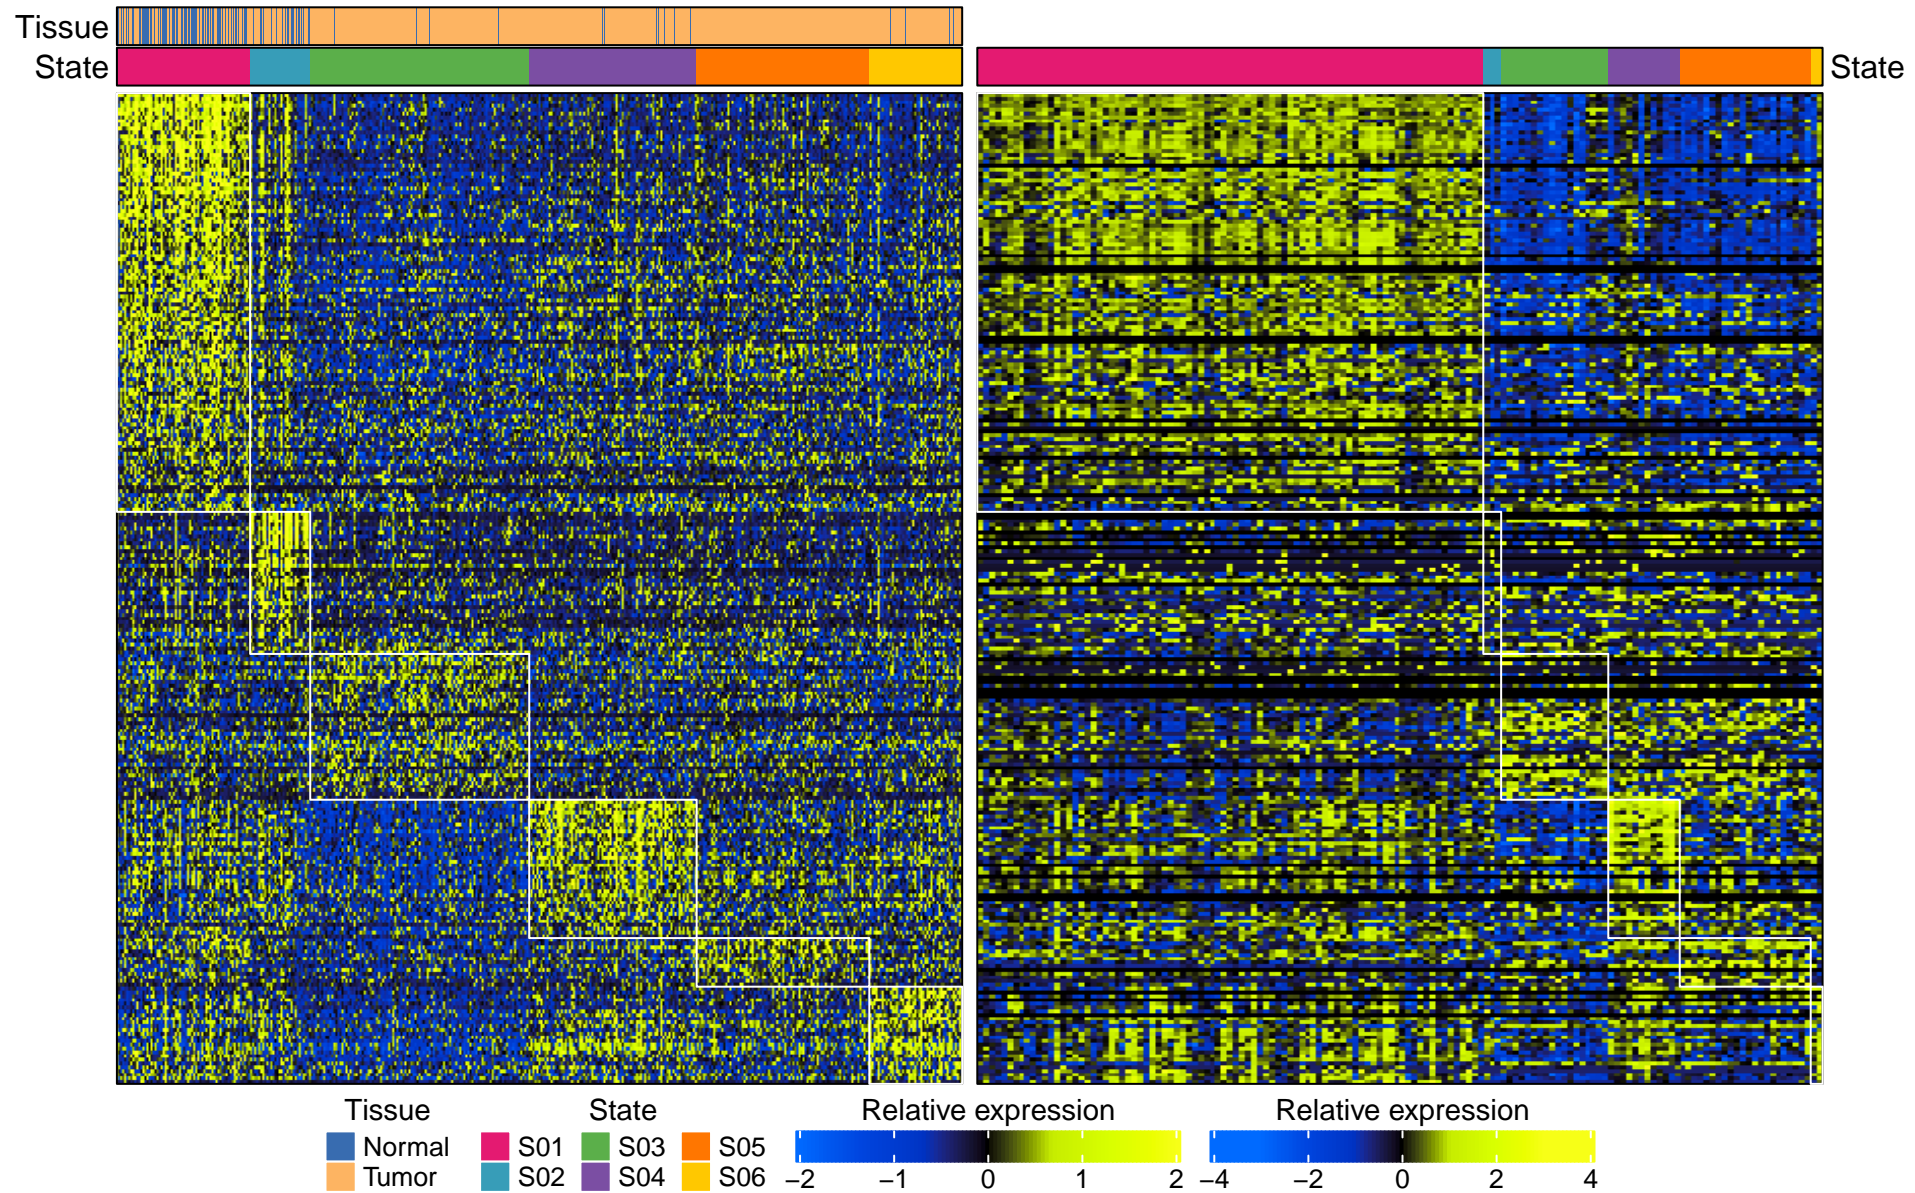 Tissue
State
State
Tissue State Relative expression Relative expression
Normal S01 S03 S05
Tumor S02 S04 S06
−2 −1 0 1 2 −4 −2 0 2 4